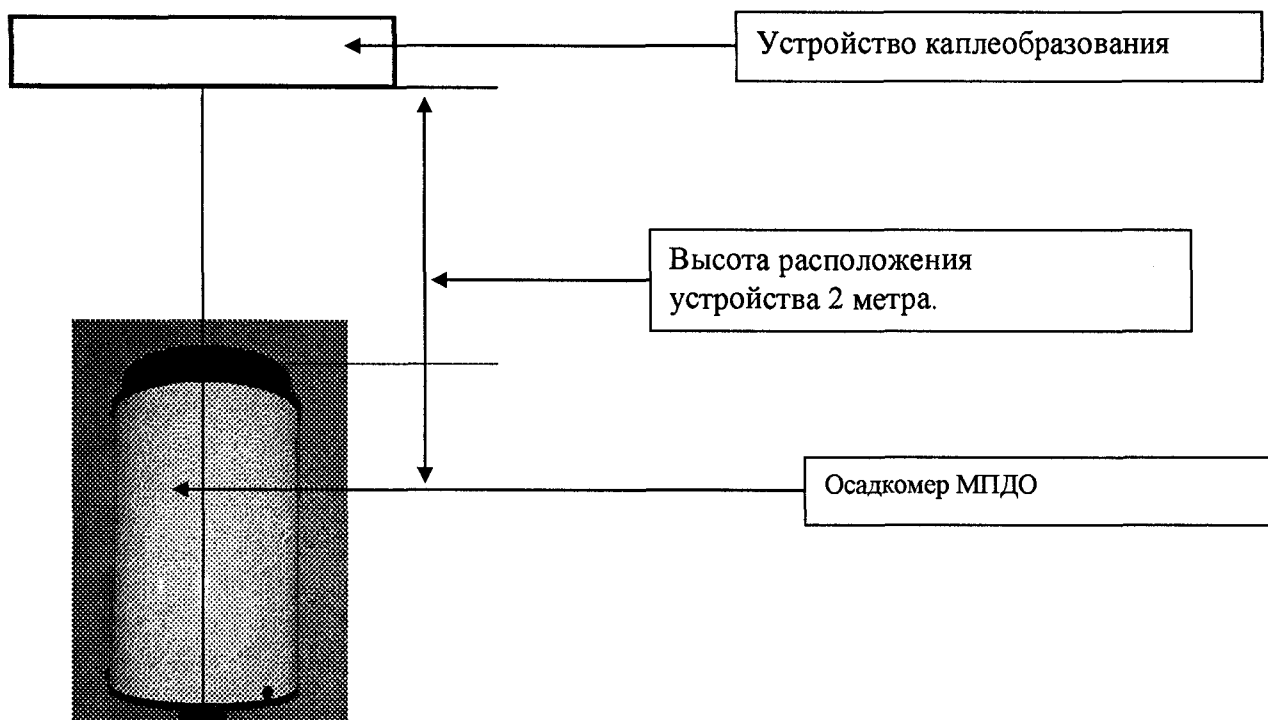 Устройство каплеобразования
Высота расположения
устройства 2 метра.
Осадкомер МПДО